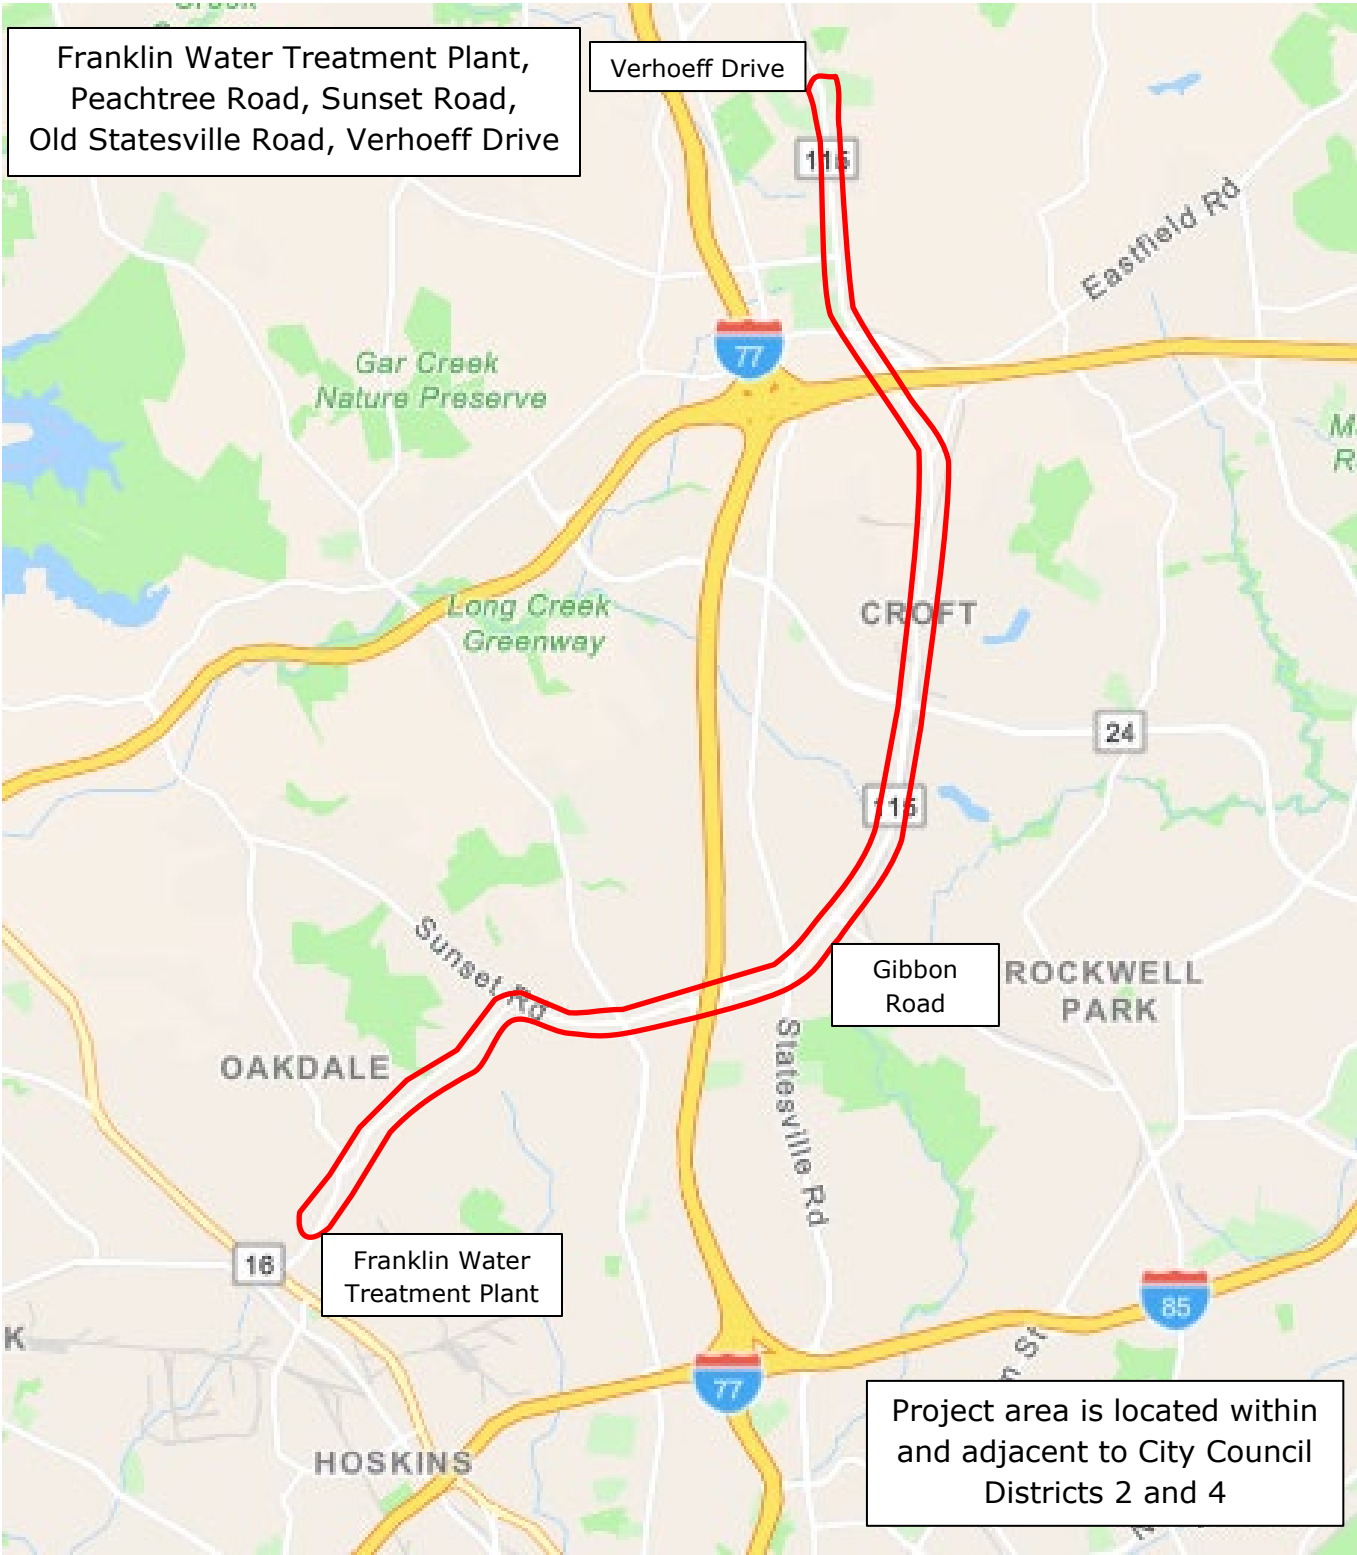 Creek
Franklin Water Treatment Plant,
Peachtree Road, Sunset Road,
Old Statesville Road, Verhoeff Drive
Verhoeff Drive
115
Eastfield Rd
77
Gar Creek
Nature Preserve
Long Creek
Greenway
CROFT
24
115
Sunset Rd
Gibbon
Road
ROCKWELL
PARK
OAKDALE
Statesville Rd
Franklin Water
Treatment Plant
16
85
K
77
HOSKINS
St
Project area is located within
and adjacent to City Council
Districts 2 and 4